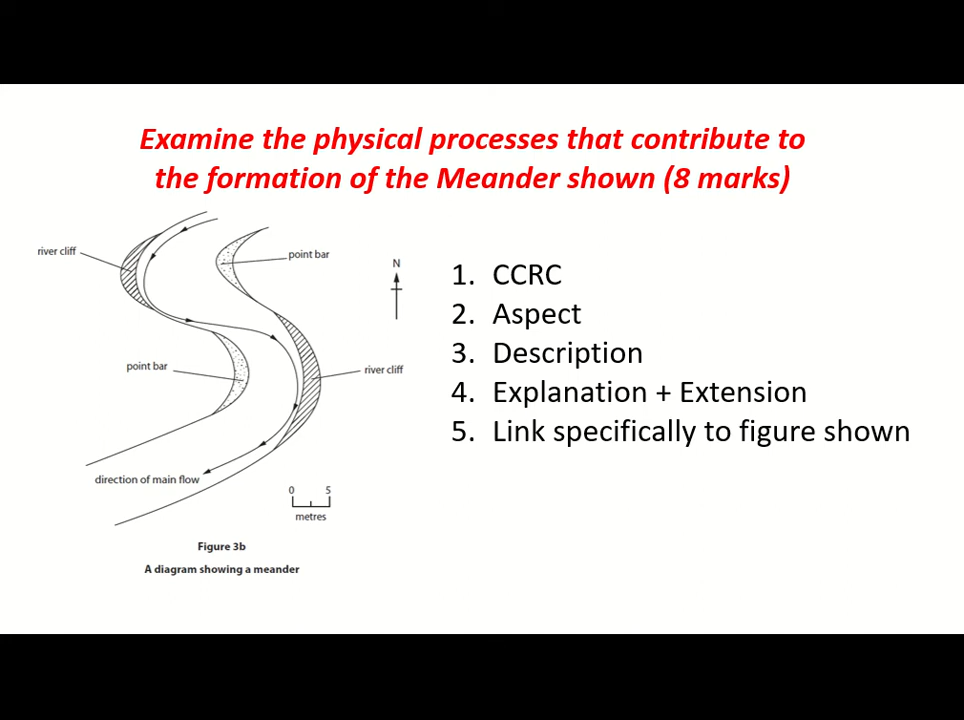 Examine the physical processes that contribute to
the formation of the Meander shown (8 marks)
river cliff
point bar
N
point bar
river cliff
direction of main flow
0 5
metres
Figure 3b
A diagram showing a meander
1. CCRC
2. Aspect
3. Description
4. Explanation + Extension
5. Link specifically to figure shown